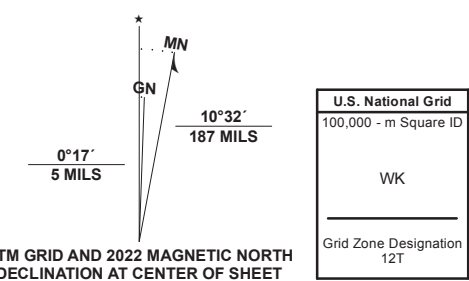 ★
MN
GN
10°32´
187 MILS
0°17´
5 MILS
TM GRID AND 2022 MAGNETIC NORTH
DECLINATION AT CENTER OF SHEET
U.S. National Grid
100,000 - m Square ID
WK
Grid Zone Designation
12T